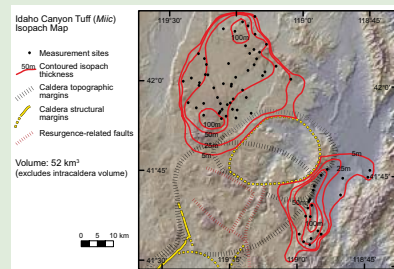 Idaho Canyon Tuff (Miic)
Isopach Map
Measurement sites
50m Contoured isopach
thickness
Caldera topographic
margins
Caldera structural
margins
Resurgence-related faults
Volume: 52 km³
(excludes intracaldera volume)
0 5 10 km
119°30'
119°15'
119°0'
118°45'
100m
42°0'
42°0'
100m
50m
25m
5m
5m
25m
41°45'
41°45'
50m
100m
41°30'
119°15'
119°0'
118°45'